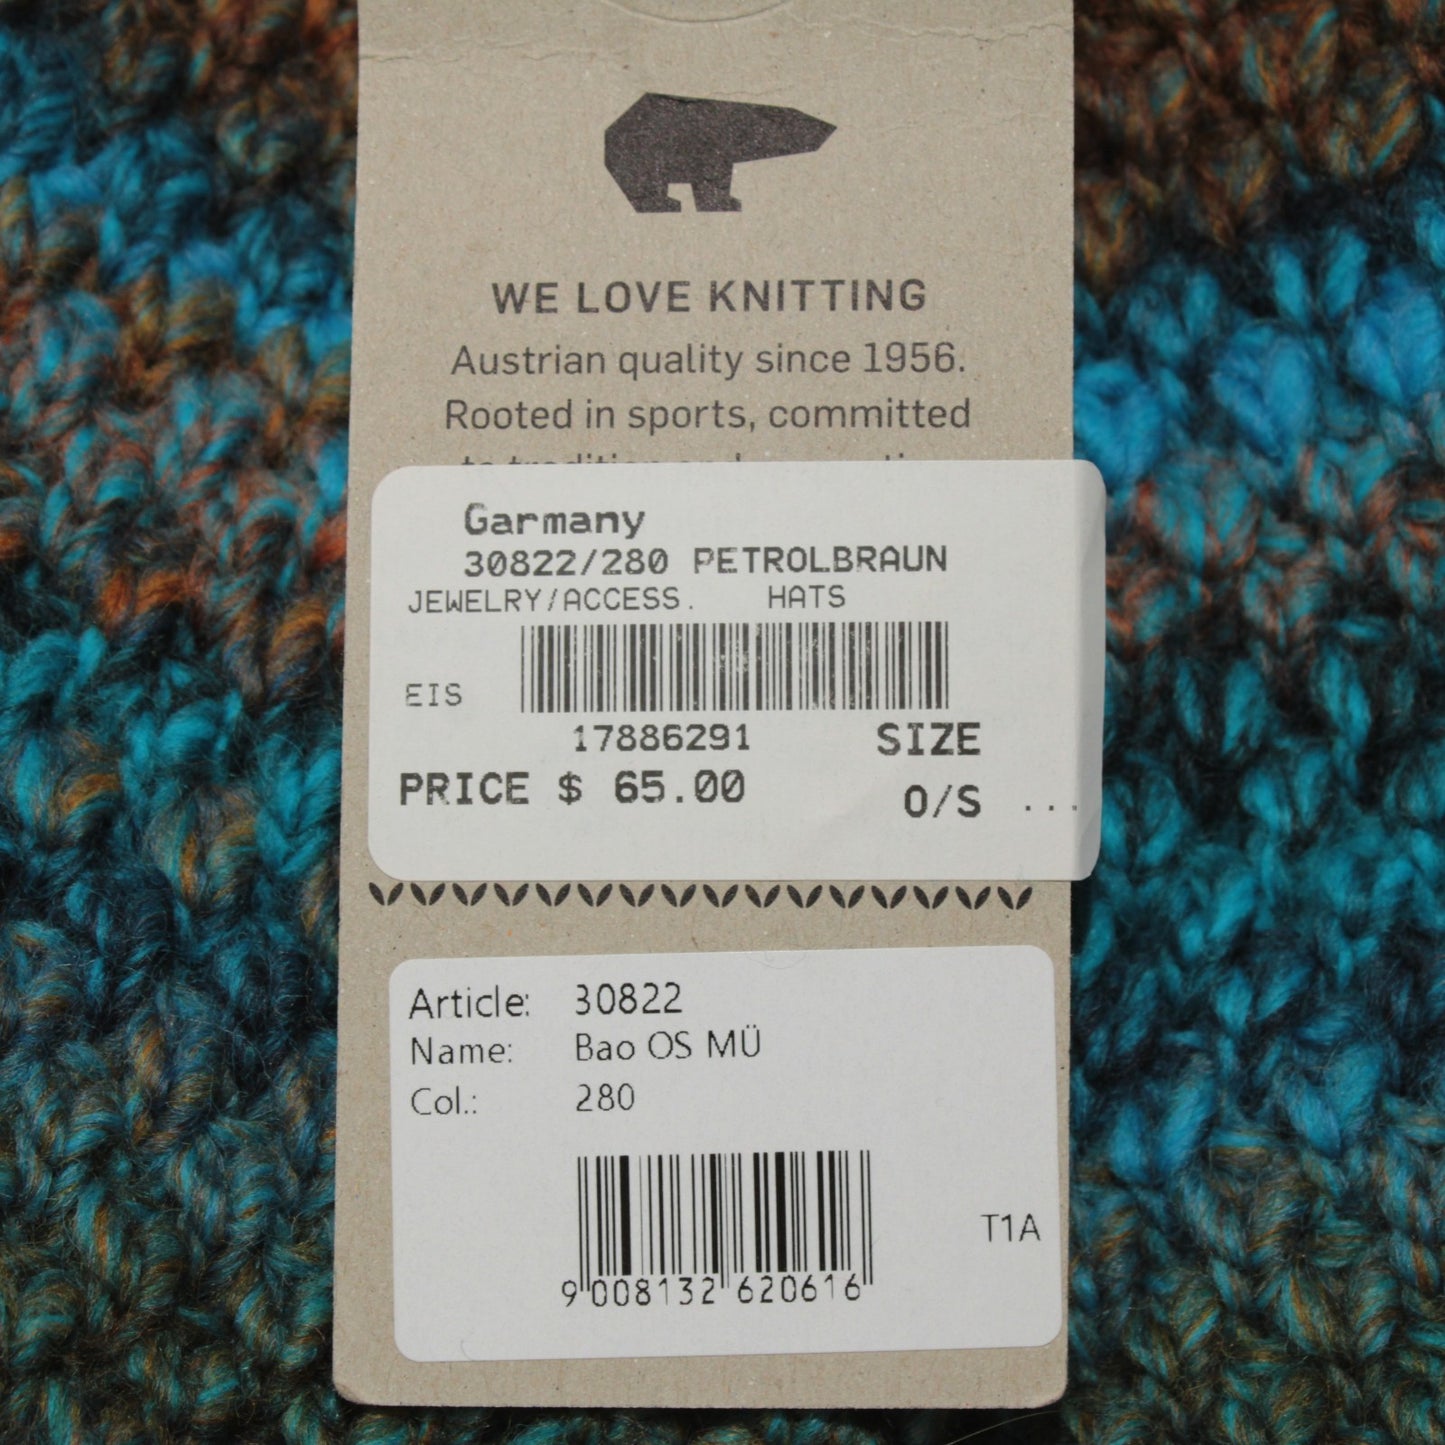 WE LOVE KNITTING
Austrian quality since 1956.
Rooted in sports, committed
Garmany
30822/280 PETROLBRAUN
JEWELRY/ACCESS. HATS
EIS
17886291 SIZE
PRICE $ 65.00 O/S ...
Article: 30822
Name: Bao OS MÜ
Col.: 280
T1A
9 008132 620616